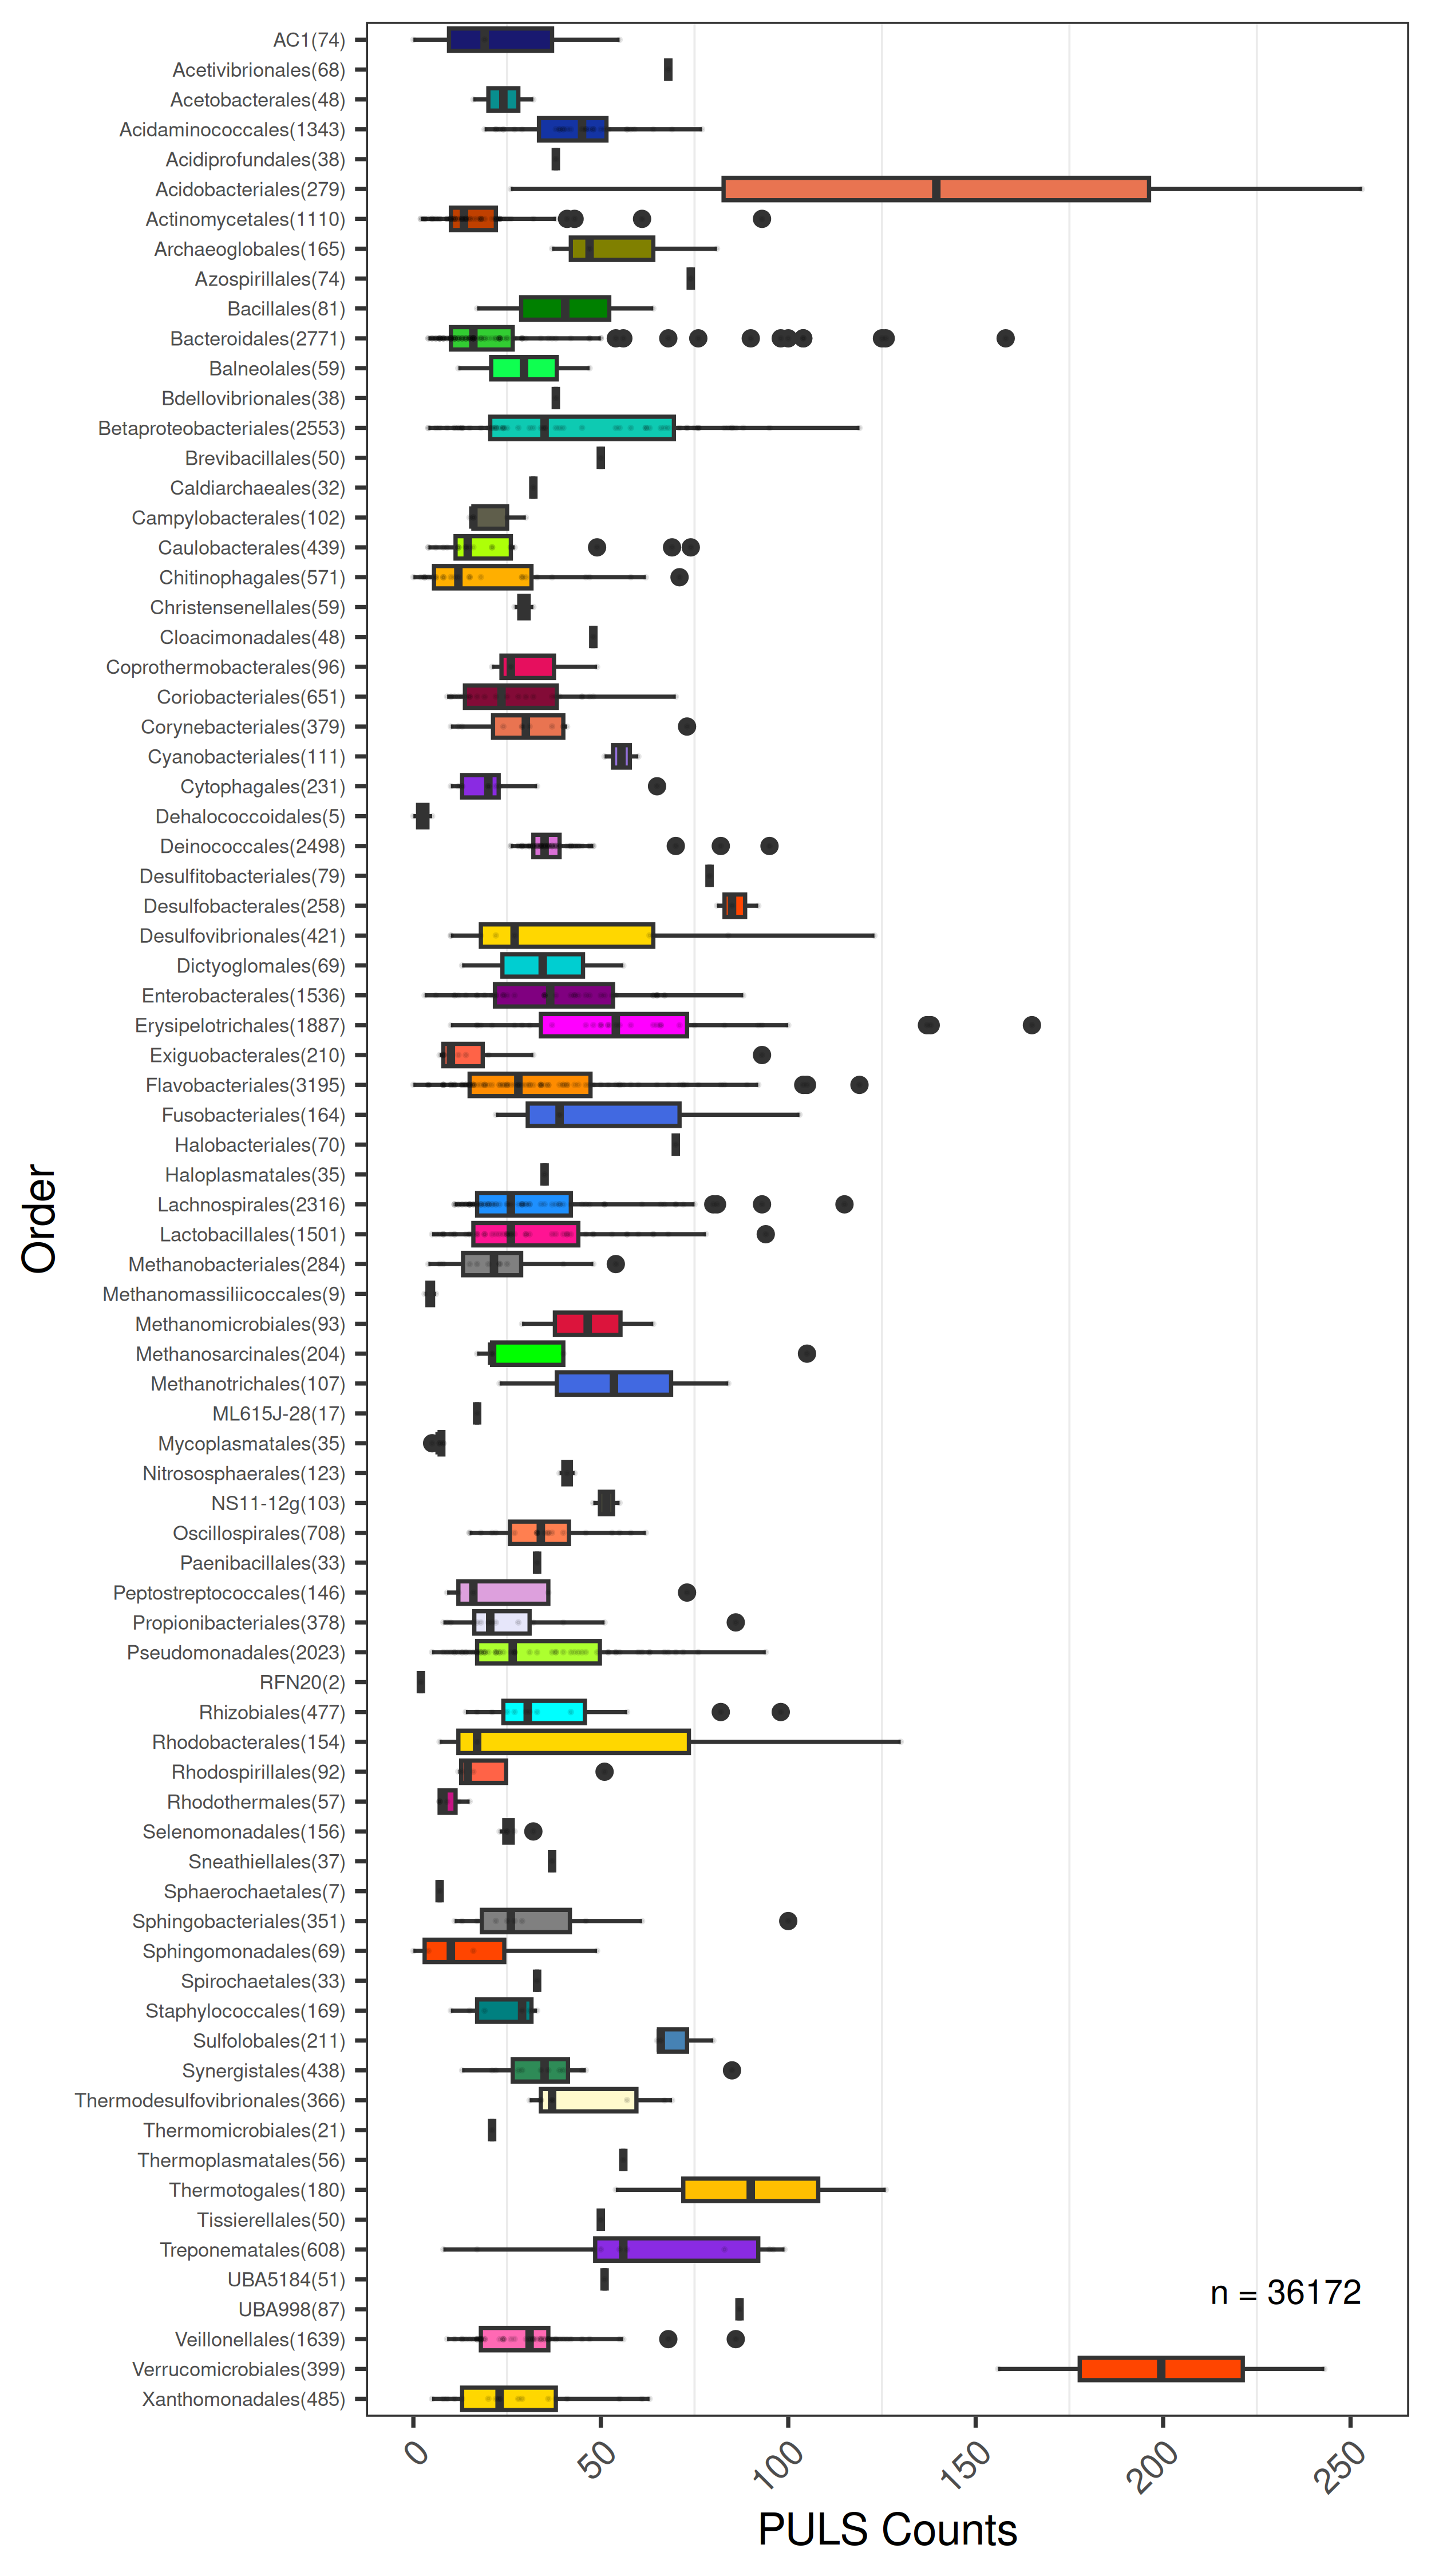 AC1(74)
Acetivibrionales(68)
Acetobacterales(48)
Acidaminococcales(1343)
Acidiprofundales(38)
Acidobacteriales(279)
Actinomycetales(1110)
Archaeoglobales(165)
Azospirillales(74)
Bacillales(81)
Bacteroidales(2771)
Balneolales(59)
Bdellovibrionales(38)
Betaproteobacteriales(2553)
Brevibacillales(50)
Caldiarchaeales(32)
Campylobacterales(102)
Caulobacterales(439)
Chitinophagales(571)
Christensenellales(59)
Cloacimonadales(48)
Coprothermobacterales(96)
Coriobacteriales(651)
Corynebacteriales(379)
Cyanobacteriales(111)
Cytophagales(231)
Dehalococcoidales(5)
Deinococcales(2498)
Desulfitobacteriales(79)
Desulfobacterales(258)
Desulfovibrionales(421)
Dictyoglomales(69)
Enterobacterales(1536)
Erysipelotrichales(1887)
Exiguobacterales(210)
Flavobacteriales(3195)
Fusobacteriales(164)
Halobacteriales(70)
Haloplasmatales(35)
Lachnospirales(2316)
Lactobacillales(1501)
Methanobacteriales(284)
Methanomassiliicoccales(9)
Methanomicrobiales(93)
Methanosarcinales(204)
Methanotrichales(107)
ML615J-28(17)
Mycoplasmatales(35)
Nitrososphaerales(123)
NS11-12g(103)
Oscillospirales(708)
Paenibacillales(33)
Peptostreptococcales(146)
Propionibacteriales(378)
Pseudomonadales(2023)
RFN20(2)
Rhizobiales(477)
Rhodobacterales(154)
Rhodospirillales(92)
Rhodothermales(57)
Selenomonadales(156)
Sneathiellales(37)
Sphaerochaetales(7)
Sphingobacteriales(351)
Sphingomonadales(69)
Spirochaetales(33)
Staphylococcales(169)
Sulfolobales(211)
Synergistales(438)
Thermodesulfovibrionales(366)
Thermomicrobiales(21)
Thermoplasmatales(56)
Thermotogales(180)
Tissierellales(50)
Treponematales(608)
UBA5184(51)
UBA998(87)
Veillonellales(1639)
Verrucomicrobiales(399)
Xanthomonadales(485)
Order
n = 36172
0
50
100
150
200
250
PULS Counts